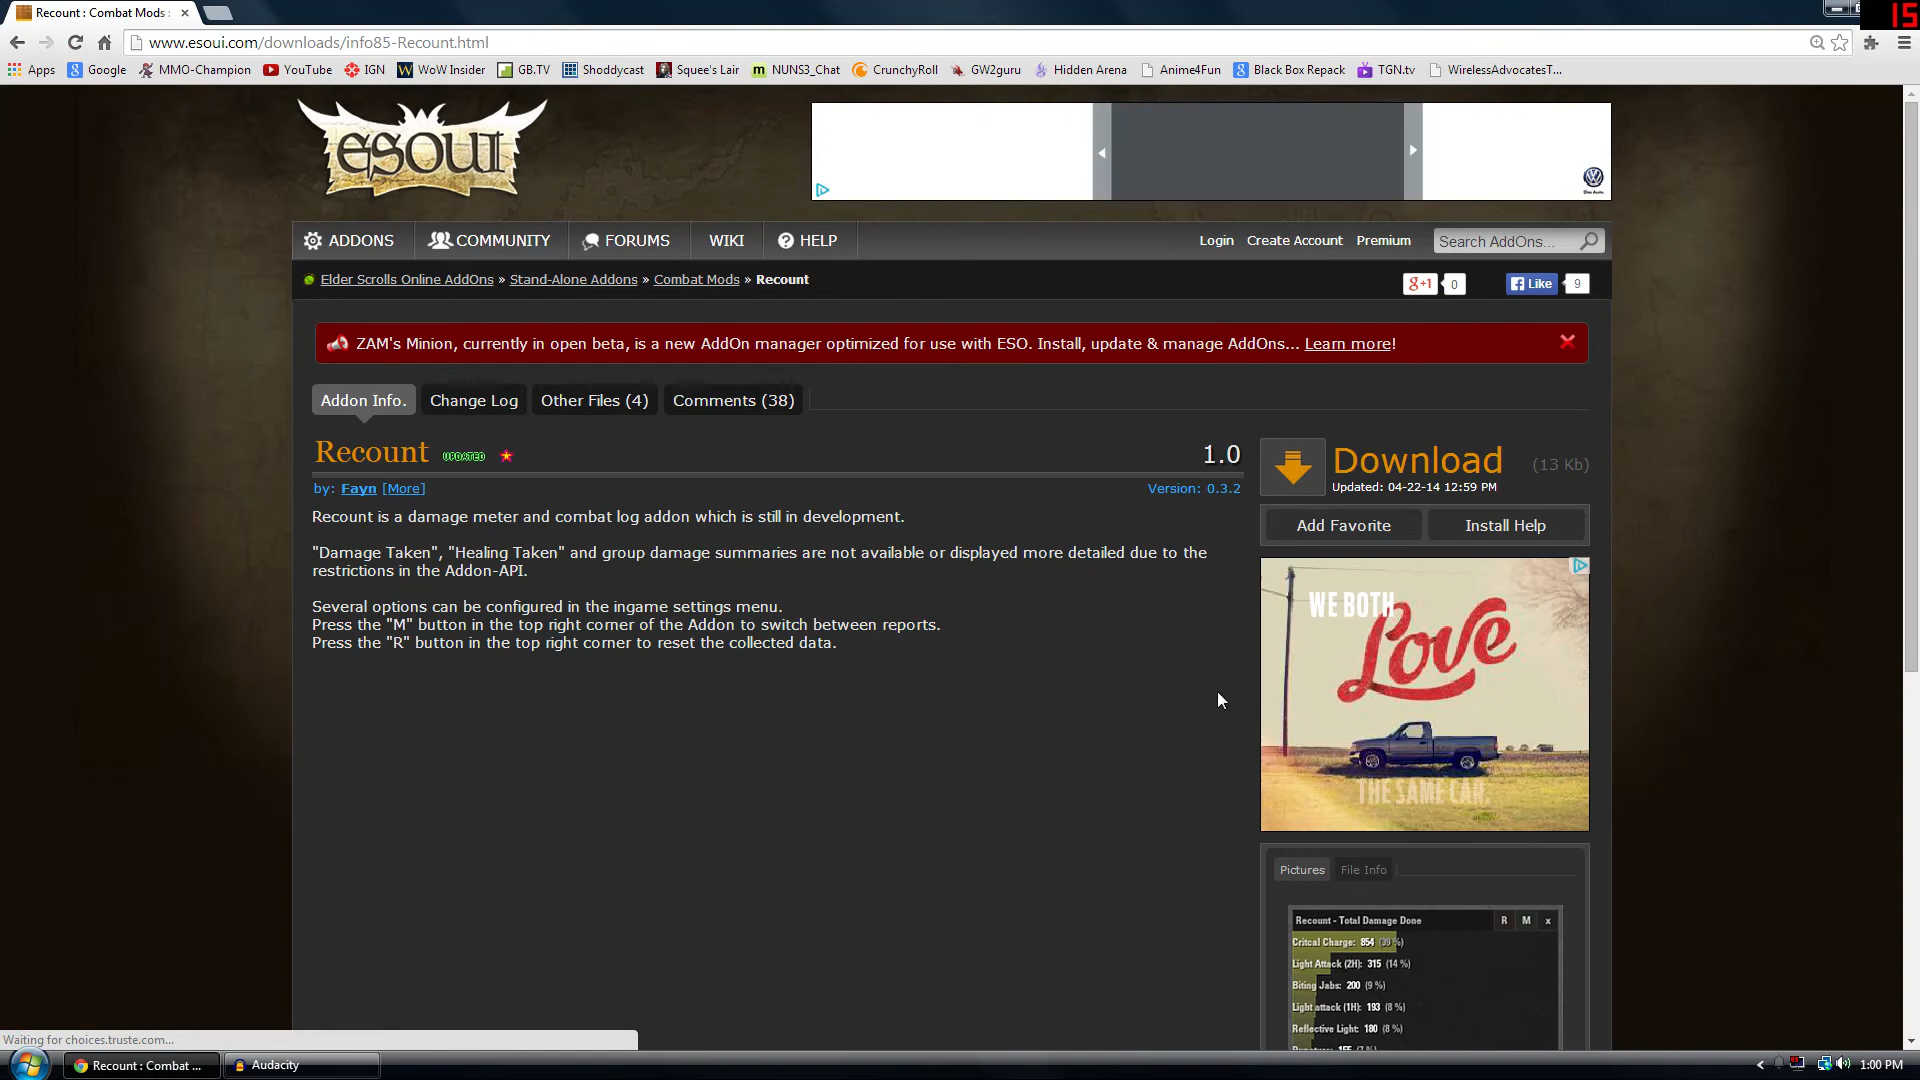 Recount : Combat Mods :
15
www.esoui.com/downloads/info85-Recount.html
Apps Google MMO-Champion YouTube IGN WoW Insider GB.TV Shoddycast Squee's Lair NUNS3_Chat CrunchyRoll GW2guru Hidden Arena Anime4Fun Black Box Repack TGN.tv WirelessAdvocatesT...
ESOUI
ADDONS COMMUNITY FORUMS WIKI HELP Login Create Account Premium Search AddOns...
Elder Scrolls Online AddOns » Stand-Alone Addons » Combat Mods » Recount g+1 0 Like 9
ZAM's Minion, currently in open beta, is a new AddOn manager optimized for use with ESO. Install, update & manage AddOns... Learn more!
Addon Info. Change Log Other Files (4) Comments (38)
Recount UPDATED 1.0
by: Fayn [More] Version: 0.3.2
Download (13 Kb)
Updated: 04-22-14 12:59 PM
Add Favorite Install Help
Recount is a damage meter and combat log addon which is still in development.
"Damage Taken", "Healing Taken" and group damage summaries are not available or displayed more detailed due to the
restrictions in the Addon-API.
Several options can be configured in the ingame settings menu.
Press the "M" button in the top right corner of the Addon to switch between reports.
Press the "R" button in the top right corner to reset the collected data.
WE BOTH
Love
THE SAME CAR.
Pictures File Info
Recount - Total Damage Done R M x
Critcal Charge: 854 (39 %)
Light Attack (2H): 315 (14 %)
Biting Jabs: 200 (9 %)
Light attack (1H): 193 (8 %)
Reflective Light: 180 (8 %)
Waiting for choices.truste.com...
Recount : Combat ... Audacity 1:00 PM